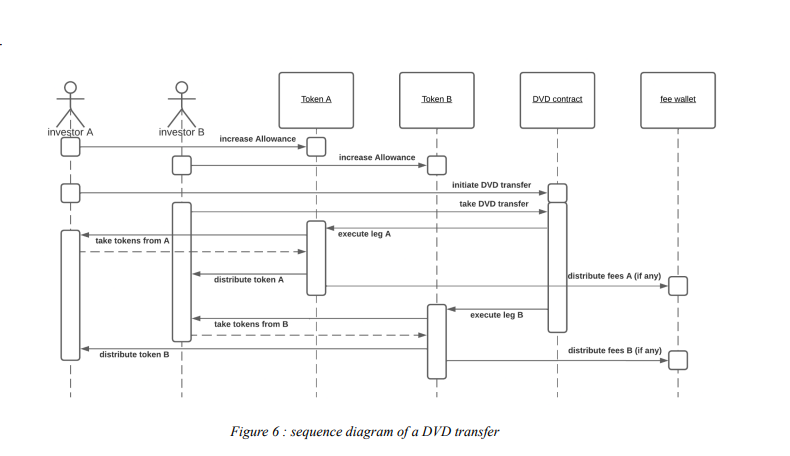 Token A
Token B
DVD contract
fee wallet
investor A
investor B
increase Allowance
increase Allowance
initiate DVD transfer
take DVD transfer
execute leg A
take tokens from A
distribute token A
distribute fees A (if any)
execute leg B
take tokens from B
distribute token B
distribute fees B (if any)
Figure 6 : sequence diagram of a DVD transfer